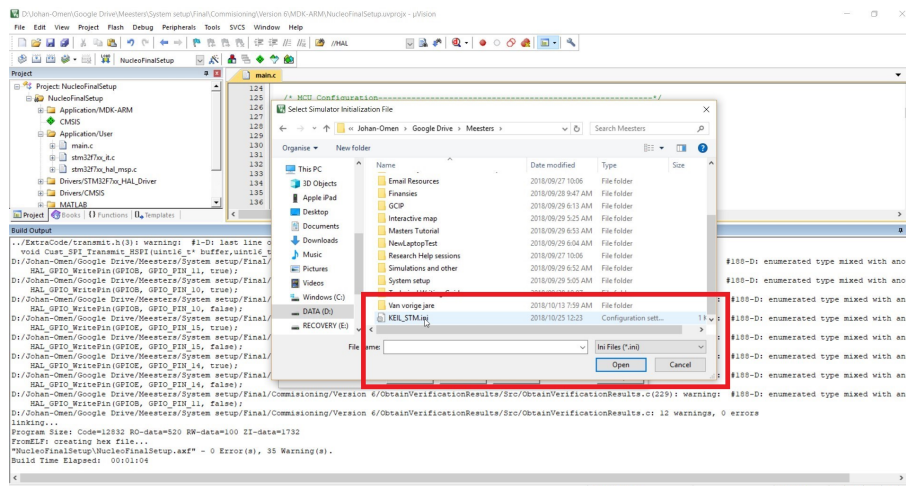 D:\Johan-Omen\Google Drive\Meesters\System setup\Final\Commisioning\Version 6\MDK-ARM\NucleoFinalSetup.uvprojx - µVision
File Edit View Project Flash Debug Peripherals Tools SVCS Window Help
//HAL
NucleoFinalSetup
Project
main.c
Project: NucleoFinalSetup
NucleoFinalSetup
Application/MDK-ARM
CMSIS
Application/User
main.c
stm32f7xx_it.c
stm32f7xx_hal_msp.c
Drivers/STM32F7xx_HAL_Driver
Drivers/CMSIS
MATLAB
Project Books Functions Templates
124
125 /* MCU Configuration----------------------------------------------------------*/
126
127
128
129
130
131
132
133
134
135
136
Select Simulator Initialization File
« Johan-Omen > Google Drive > Meesters >
Search Meesters
Organise New folder
This PC
3D Objects
Apple iPad
Desktop
Documents
Downloads
Music
Pictures
Videos
Windows (C:)
DATA (D:)
RECOVERY (E:)
Name Date modified Type Size
Email Resources 2018/09/27 10:06 File folder
Finansies 2018/09/28 9:47 AM File folder
GCIP 2018/09/29 6:13 AM File folder
Interactive map 2018/09/29 5:25 AM File folder
Masters Tutorial 2018/09/29 6:53 AM File folder
NewLaptopTest 2018/09/29 6:04 AM File folder
Research Help sessions 2018/09/27 10:06 File folder
Simulations and other 2018/09/29 6:52 AM File folder
System setup 2018/09/29 5:05 AM File folder
Van vorige jare 2018/10/13 7:59 AM File folder
KEIL_STM.ini 2018/10/25 12:23 Configuration sett...
File name:
Ini Files (*.ini)
Open Cancel
Build Output
../ExtraCode/transmit.h(3): warning: #1-D: last line o
void Cust_SPI_Transmit_HSPI(uint16_t* buffer,uint16_t
D:/Johan-Omen/Google Drive/Meesters/System setup/Final/ #188-D: enumerated type mixed with ano
HAL_GPIO_WritePin(GPIOB, GPIO_PIN_11, true);
D:/Johan-Omen/Google Drive/Meesters/System setup/Final/ #188-D: enumerated type mixed with an
HAL_GPIO_WritePin(GPIOB, GPIO_PIN_10, true);
D:/Johan-Omen/Google Drive/Meesters/System setup/Final/ #188-D: enumerated type mixed with an
HAL_GPIO_WritePin(GPIOB, GPIO_PIN_10, false);
D:/Johan-Omen/Google Drive/Meesters/System setup/Final/ #188-D: enumerated type mixed with an
HAL_GPIO_WritePin(GPIOE, GPIO_PIN_15, true);
D:/Johan-Omen/Google Drive/Meesters/System setup/Final/ #188-D: enumerated type mixed with an
HAL_GPIO_WritePin(GPIOE, GPIO_PIN_15, false);
D:/Johan-Omen/Google Drive/Meesters/System setup/Final/ #188-D: enumerated type mixed with an
HAL_GPIO_WritePin(GPIOE, GPIO_PIN_14, true);
D:/Johan-Omen/Google Drive/Meesters/System setup/Final/ #188-D: enumerated type mixed with an
HAL_GPIO_WritePin(GPIOE, GPIO_PIN_14, false);
D:/Johan-Omen/Google Drive/Meesters/System setup/Final/Commisioning/Version 6/ObtainVerificationResults/Src/ObtainVerificationResults.c(229): warning: #188-D: enumerated type mixed with an
HAL_GPIO_WritePin(GPIOB, GPIO_PIN_11, false);
D:/Johan-Omen/Google Drive/Meesters/System setup/Final/Commisioning/Version 6/ObtainVerificationResults/Src/ObtainVerificationResults.c: 12 warnings, 0 errors
linking...
Program Size: Code=12832 RO-data=520 RW-data=100 ZI-data=1732
FromELF: creating hex file...
"NucleoFinalSetup\NucleoFinalSetup.axf" - 0 Error(s), 35 Warning(s).
Build Time Elapsed: 00:01:04